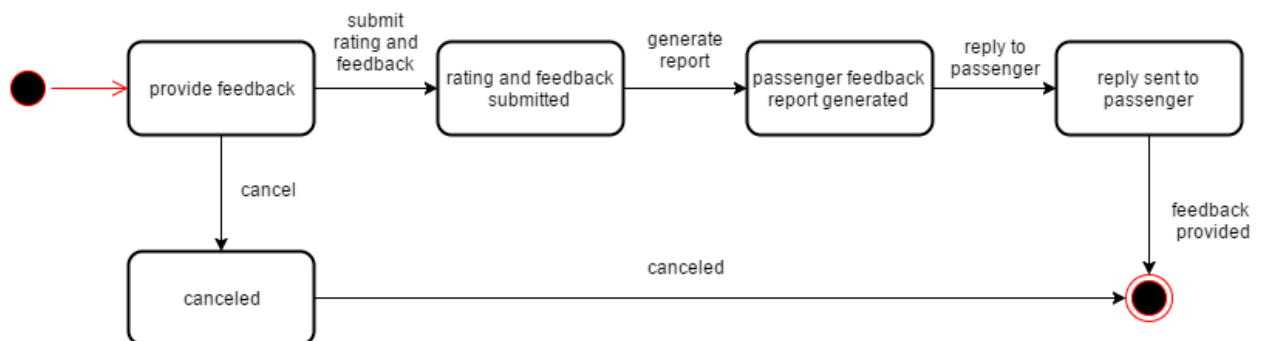 submit
rating and
feedback
generate
report
reply to
passenger
provide feedback
rating and feedback
submitted
passenger feedback
report generated
reply sent to
passenger
cancel
feedback
provided
canceled
canceled